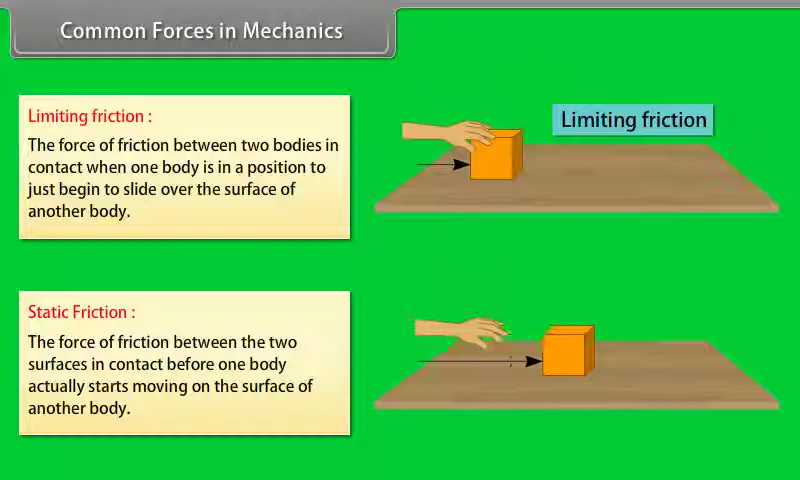 Common Forces in Mechanics
Limiting friction :
The force of friction between two bodies in
contact when one body is in a position to
just begin to slide over the surface of
another body.
Limiting friction
Static Friction :
The force of friction between the two
surfaces in contact before one body
actually starts moving on the surface of
another body.